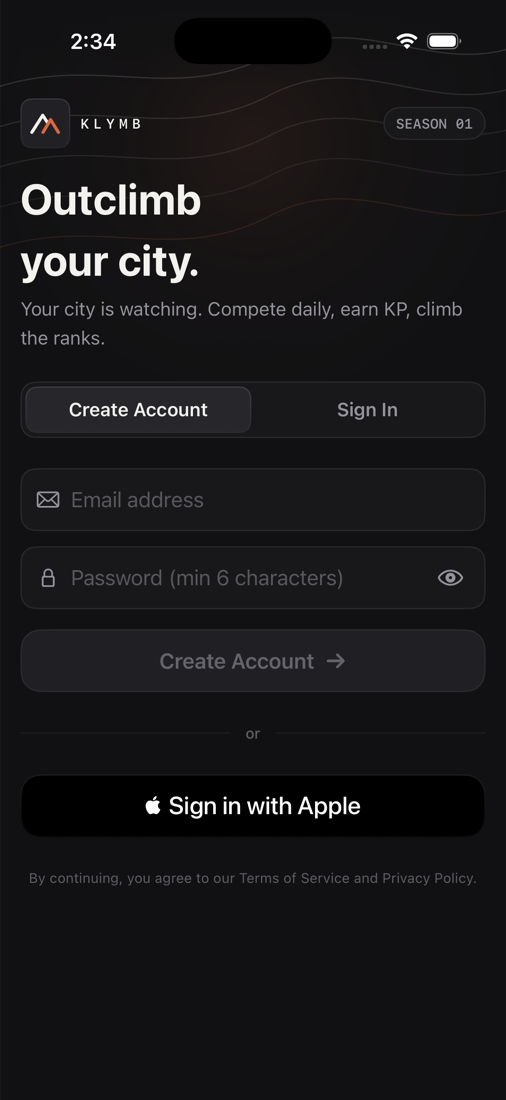 2:34
KLYMB
SEASON 01
Outclimb
your city.
Your city is watching. Compete daily, earn KP, climb
the ranks.
Create Account
Sign In
Email address
Password (min 6 characters)
Create Account →
or
Sign in with Apple
By continuing, you agree to our Terms of Service and Privacy Policy.